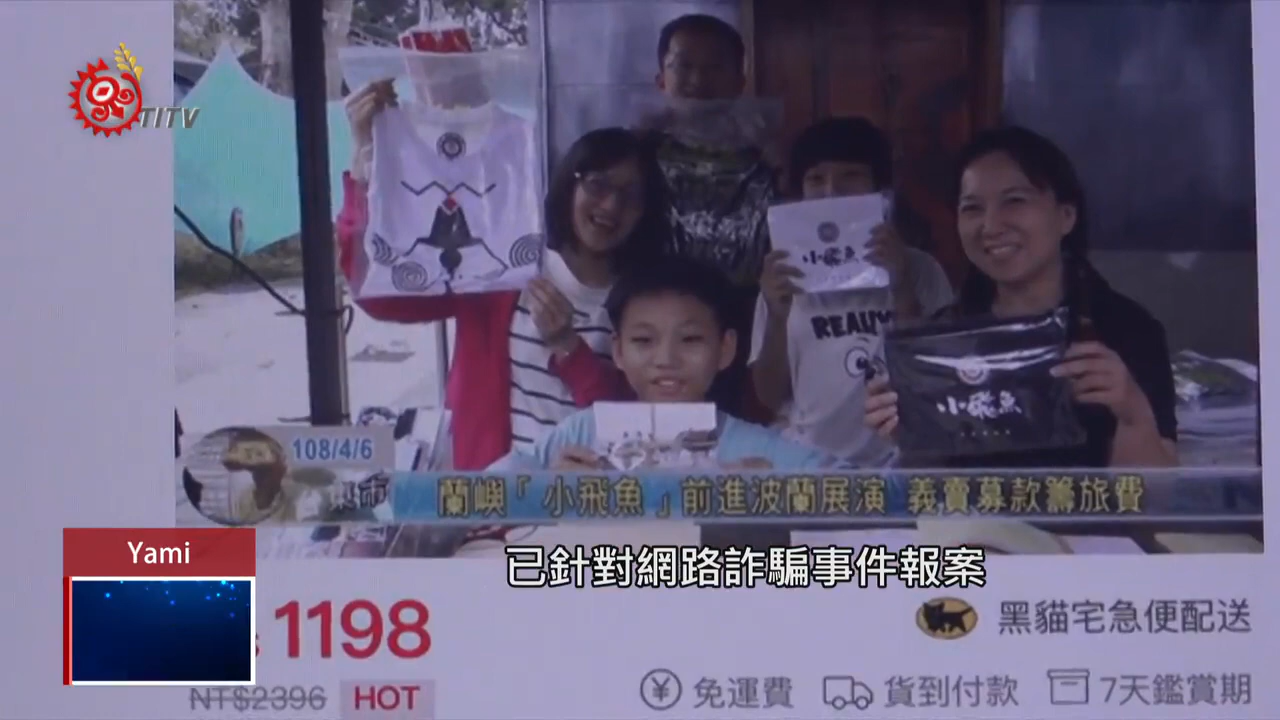 TITV
小飛魚
REALLY
小飛魚
108/4/6
東市
蘭嶼「小飛魚」前進波蘭展演 義賣募款籌旅費
Yami
已針對網路詐騙事件報案
1198
黑貓宅急便配送
NT$2396 HOT
¥ 免運費 貨到付款 7天鑑賞期